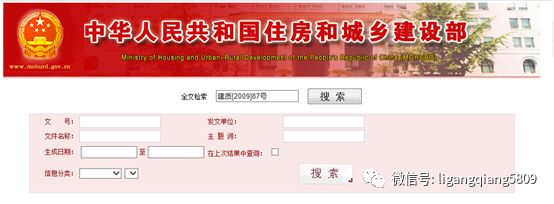 中华人民共和国住房和城乡建设部
Ministry of Housing and Urban-Rural Development of the People's Republic of China (MOHURD)
www.mohurd.gov.cn
全文检索 建质[2009]87号 搜 索
文 号: 发文单位:
文件名称: 主 题 词:
生成日期: 至 在上次结果中查询:
信息分类: 搜 索
微信号: ligangqiang5809